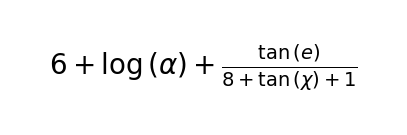 6 + log (α) + tan (e) / (8 + tan (χ) + 1)